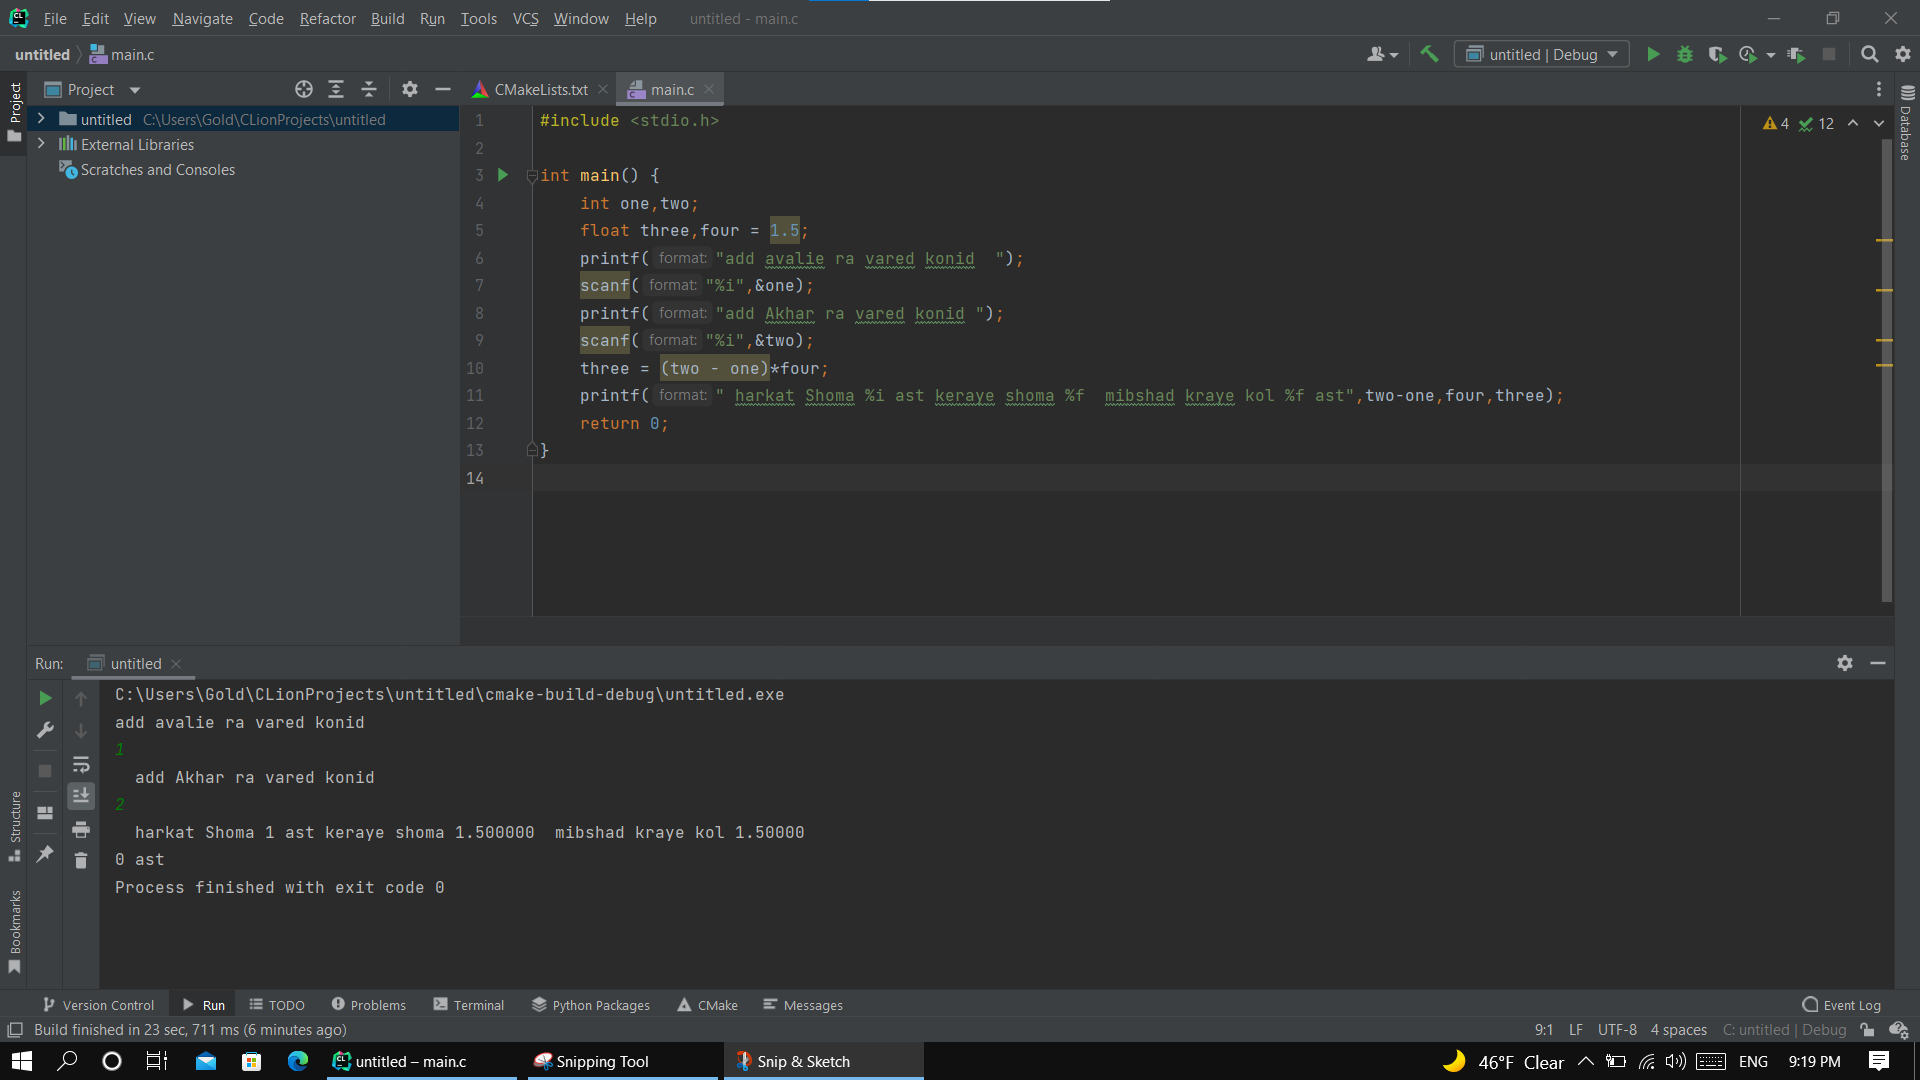 File Edit View Navigate Code Refactor Build Run Tools VCS Window Help untitled - main.c
untitled main.c untitled | Debug
Project CMakeLists.txt main.c
Project
untitled C:\Users\Gold\CLionProjects\untitled
External Libraries
Scratches and Consoles
1 #include <stdio.h>
2
3 int main() {
4 int one,two;
5 float three,four = 1.5;
6 printf( format: "add avalie ra vared konid  ");
7 scanf( format: "%i",&one);
8 printf( format: "add Akhar ra vared konid ");
9 scanf( format: "%i",&two);
10 three = (two - one)*four;
11 printf( format: " harkat Shoma %i ast keraye shoma %f  mibshad kraye kol %f ast",two-one,four,three);
12 return 0;
13 }
14
4 12
Database
Run: untitled
C:\Users\Gold\CLionProjects\untitled\cmake-build-debug\untitled.exe
add avalie ra vared konid
1
add Akhar ra vared konid
2
harkat Shoma 1 ast keraye shoma 1.500000  mibshad kraye kol 1.50000
0 ast
Process finished with exit code 0
Structure
Bookmarks
Version Control Run TODO Problems Terminal Python Packages CMake Messages Event Log
Build finished in 23 sec, 711 ms (6 minutes ago) 9:1 LF UTF-8 4 spaces C: untitled | Debug
untitled – main.c Snipping Tool Snip & Sketch 46°F Clear ENG 9:19 PM